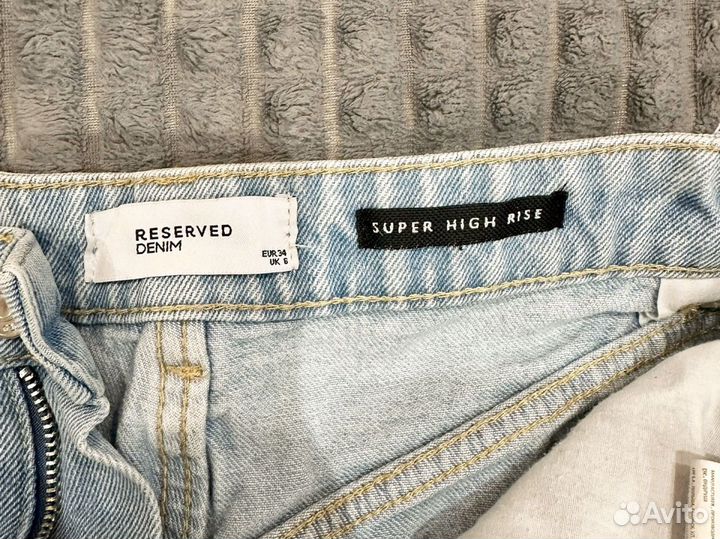 RESERVED
DENIM
EUR 34
UK 6
SUPER HIGH RISE
Avito